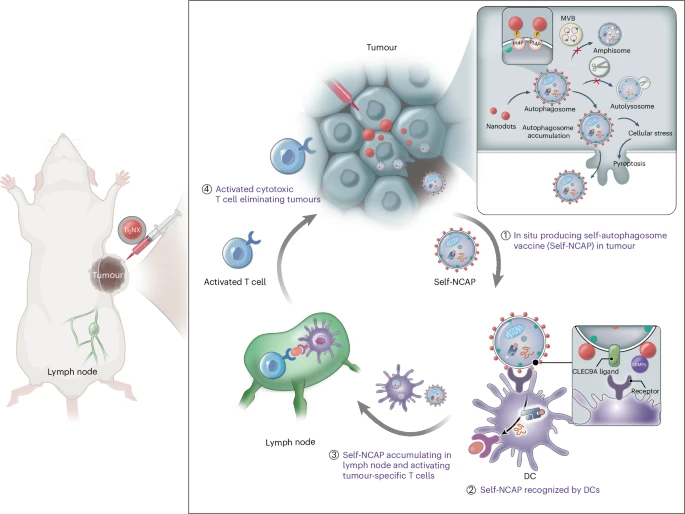 Tumour
MVB
Amphisome
Autophagosome
Autolysosome
Nanodots
Autophagosome
accumulation
Cellular stress
Pyroptosis
④ Activated cytotoxic
T cell eliminating tumours
① In situ producing self-autophagosome
vaccine (Self-NCAP) in tumour
Activated T cell
Self-NCAP
Tumour
Lymph node
CLEC9A ligand
DAMPs
Receptor
Lymph node
DC
③ Self-NCAP accumulating in
lymph node and activating
tumour-specific T cells
② Self-NCAP recognized by DCs